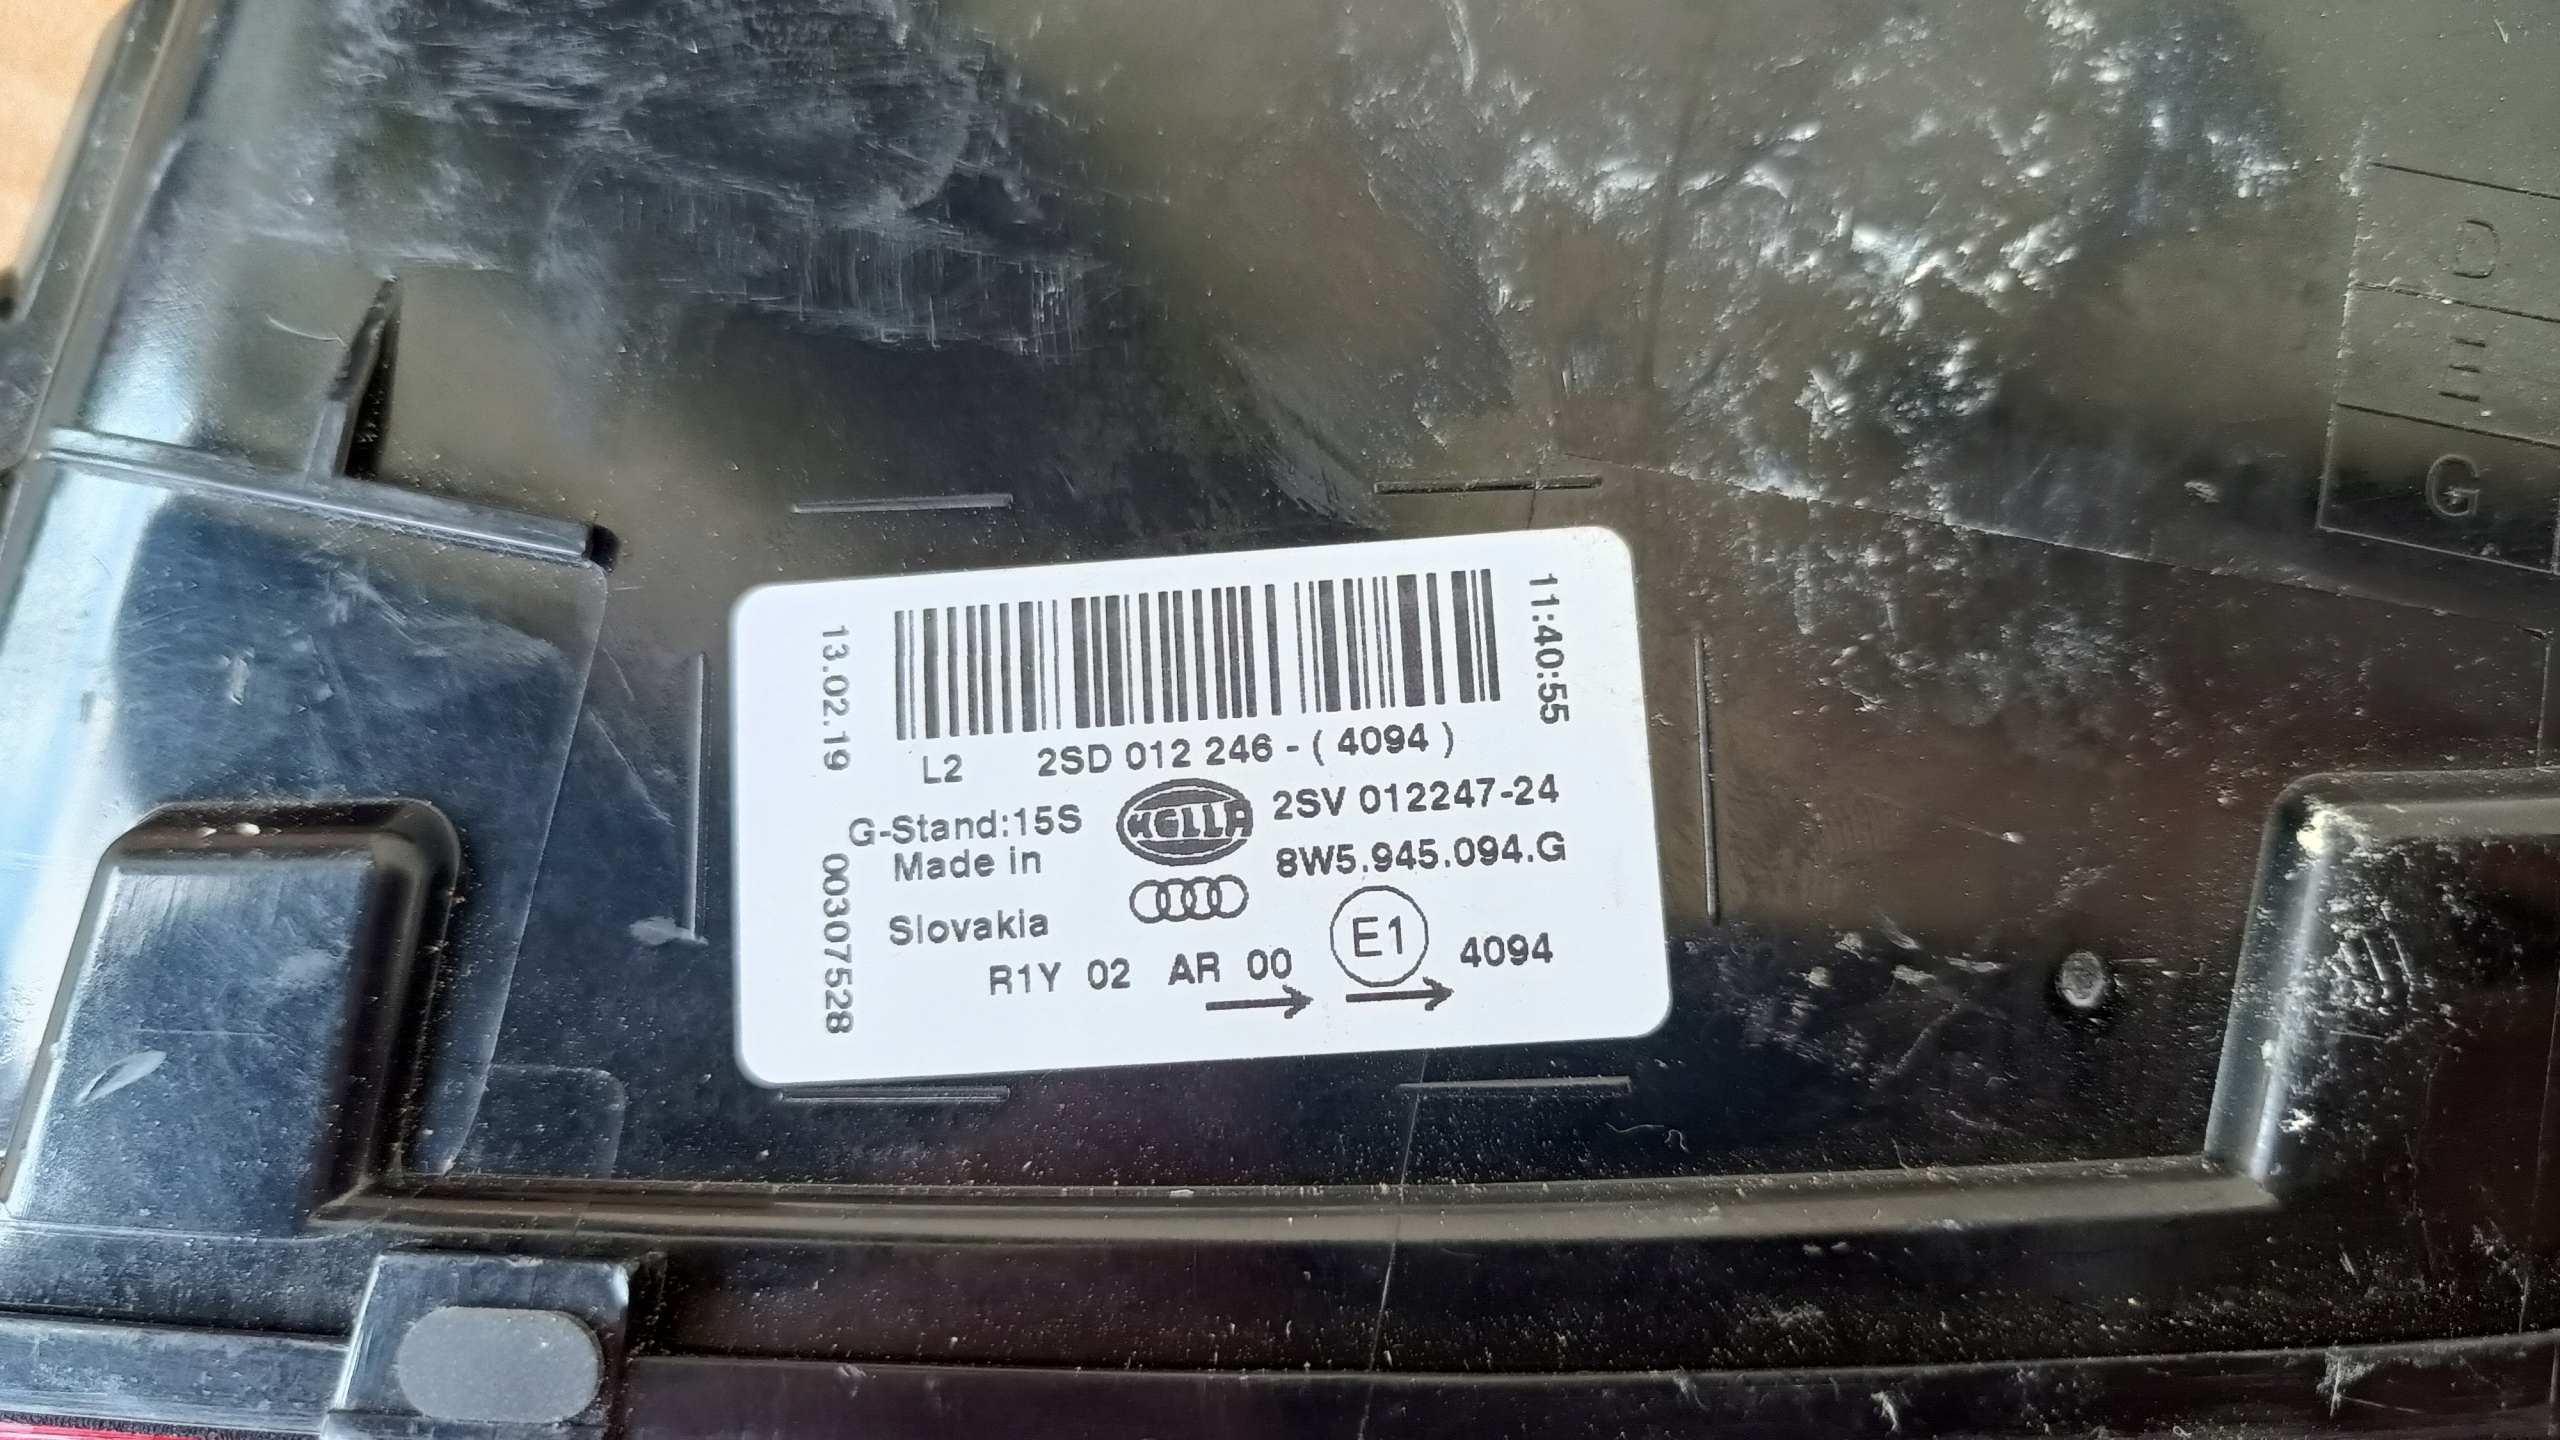 D
E
G
13.02.19
00307528
11:40:55
L2 2SD 012 246 - ( 4094 )
G-Stand:15S
HELLA
2SV 012247-24
Made in
8W5.945.094.G
Slovakia
R1Y 02 AR 00
E1
4094